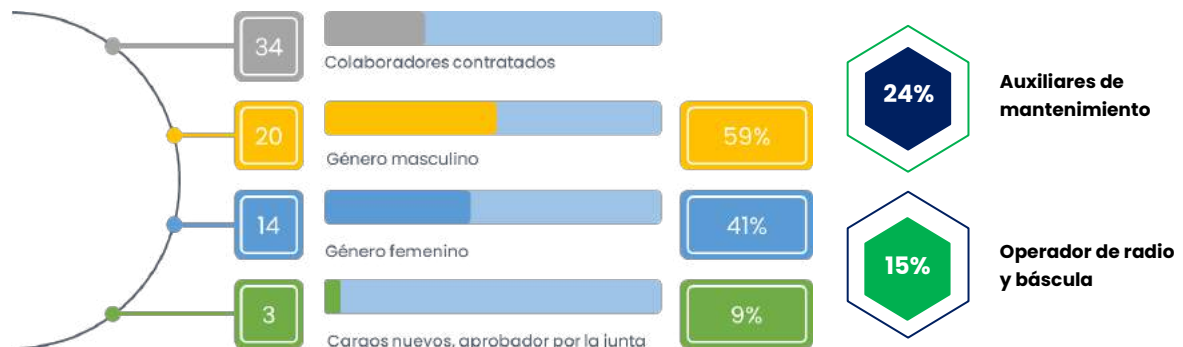 34
Colaboradores contratados
20
Género masculino
59%
14
Género femenino
41%
3
Cargos nuevos, aprobador por la junta
9%
24%
Auxiliares de
mantenimiento
15%
Operador de radio
y báscula